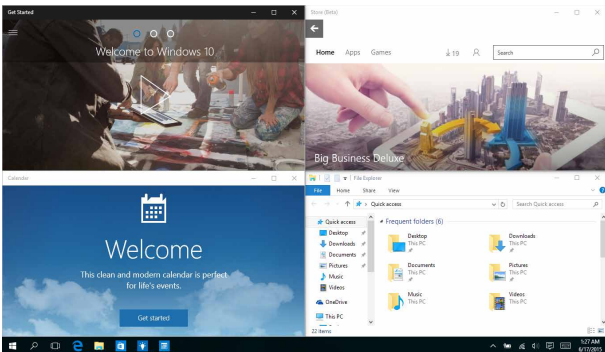 Get Started
Welcome to Windows 10
Store (Beta)
Home Apps Games
19
Search
Big Business Deluxe
Calendar
Welcome
This clean and modern calendar is perfect
for life's events.
Get started
File Explorer
File Home Share View
Quick access
Search Quick access
Quick access
Desktop
Downloads
Documents
Pictures
Music
Videos
OneDrive
This PC
22 items
Frequent folders (6)
Desktop
This PC
Downloads
This PC
Documents
This PC
Pictures
This PC
Music
This PC
Videos
This PC
1:27 AM
6/17/2015